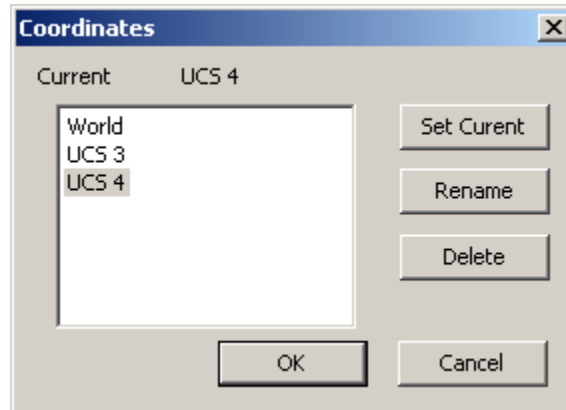 Coordinates
Current UCS 4
World
UCS 3
UCS 4
Set Curent
Rename
Delete
OK Cancel